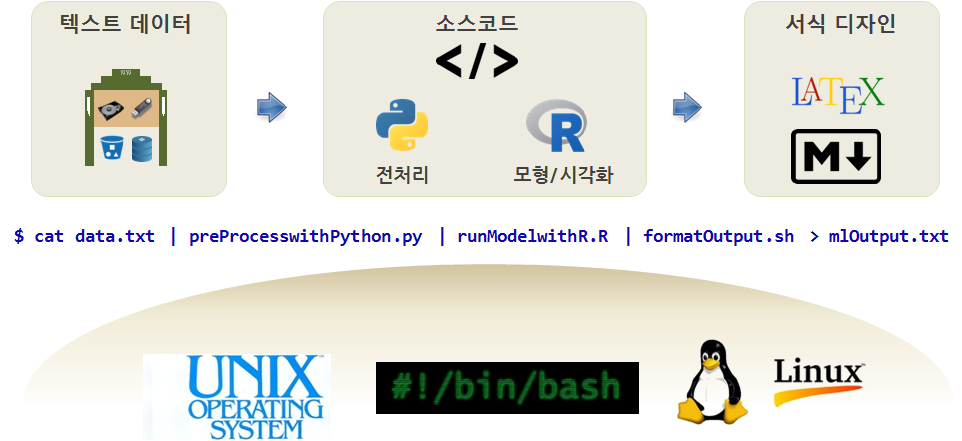 텍스트 데이터
소스코드
서식 디자인
</>
LATEX
M
전처리
모형/시각화
$ cat data.txt | preProcesswithPython.py | runModelwithR.R | formatOutput.sh > mlOutput.txt
UNIX
OPERATING
SYSTEM
#!/bin/bash
Linux